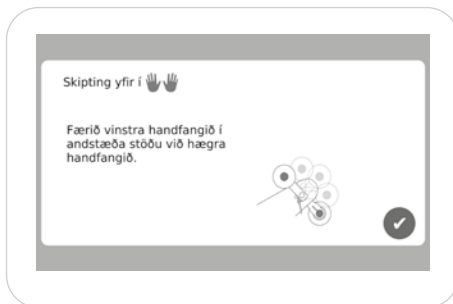 Skipting yfir í
Færið vinstra handfangið í
andstæða stöðu við hægra
handfangið.